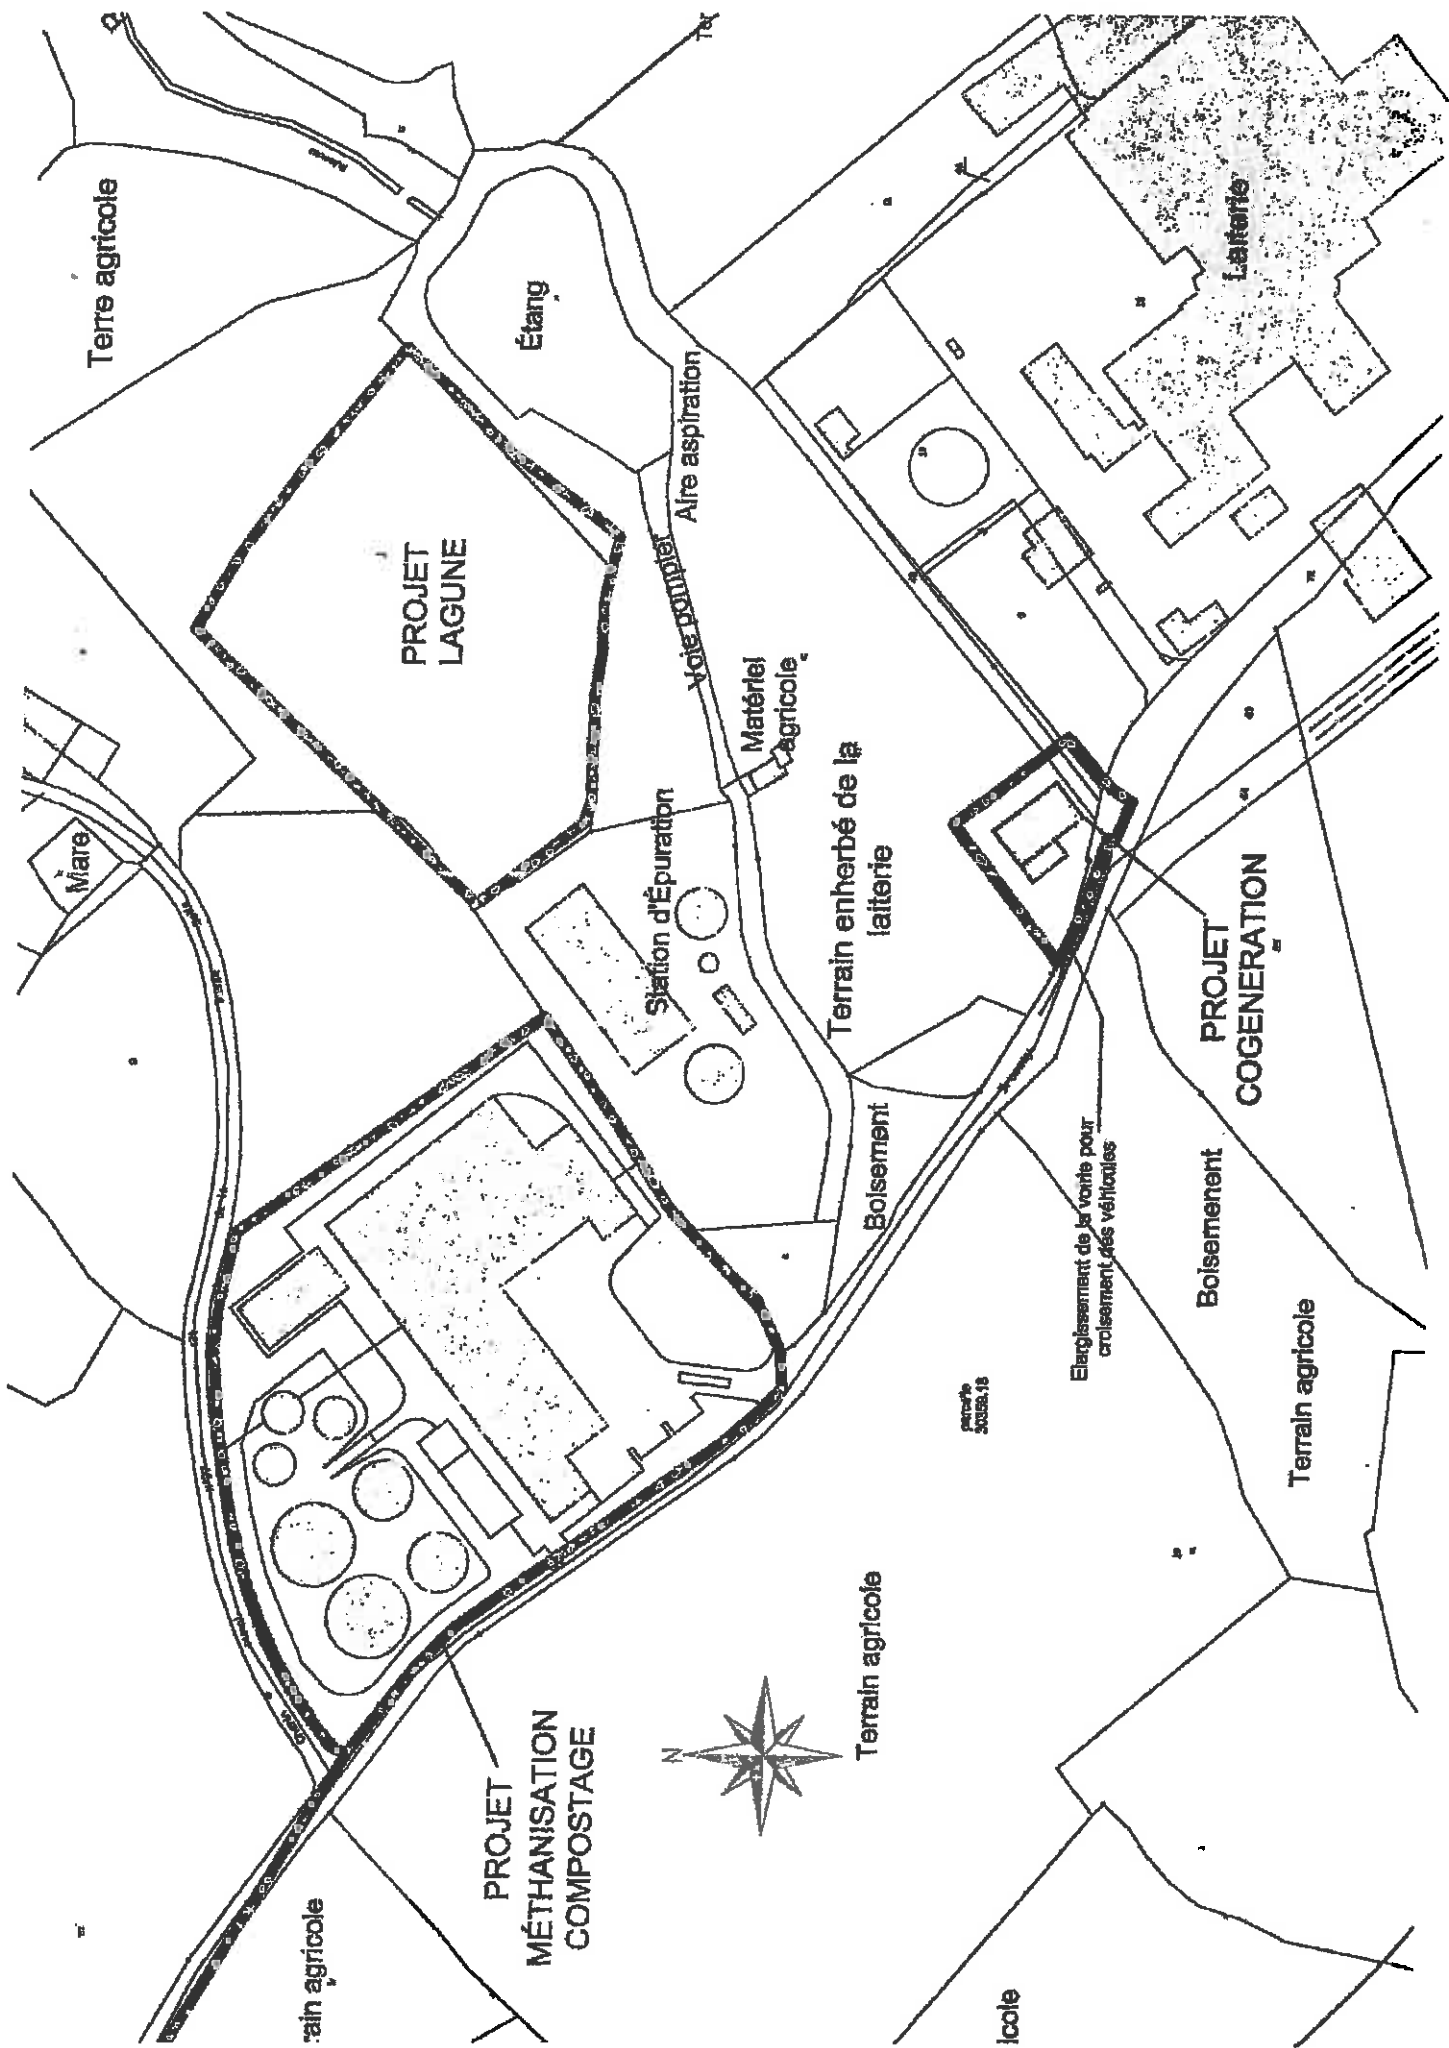 Terre agricole
Étang
Aire aspiration
PROJET
LAGUNE
Voie pompier
Matériel
agricole
Laiterie
Mare
Station d'Épuration
Terrain enherbé de la
laiterie
PROJET
COGENERATION
Boisement
Elargissement de la voirie pour
croisement des véhicules
Boisement
Terrain agricole
parcelle
Terrain agricole
N
PROJET
MÉTHANISATION
COMPOSTAGE
rain agricole
icole
Ter